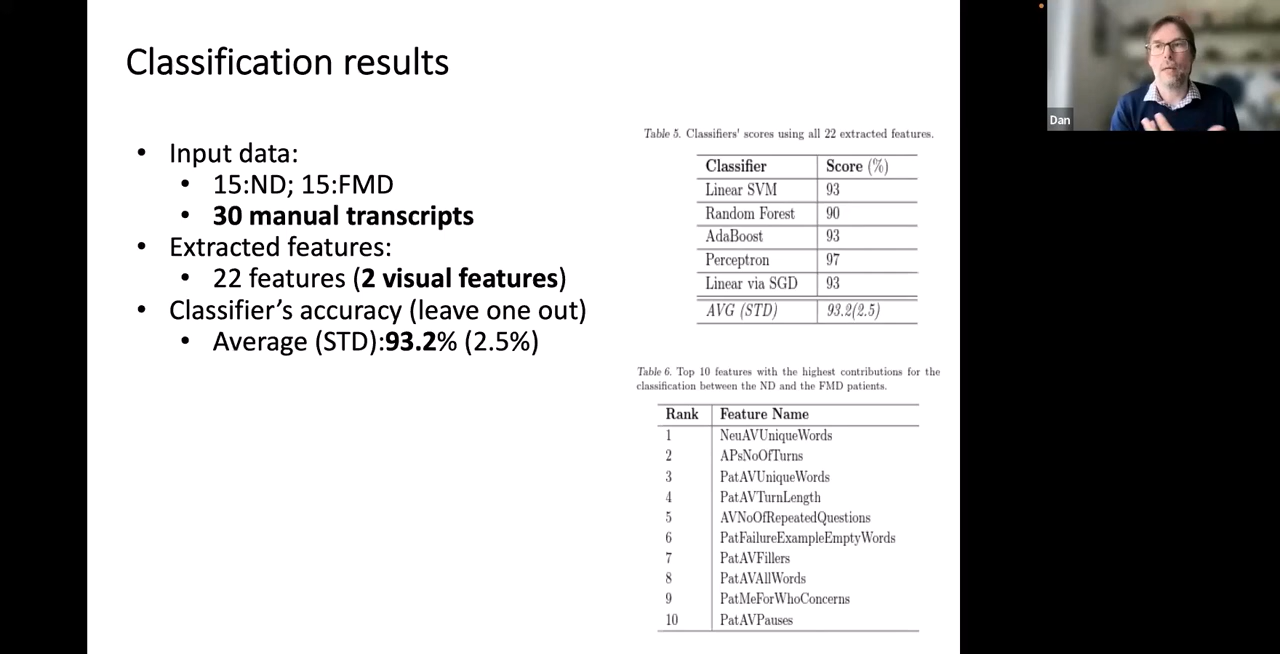 Classification results
• Input data:
• 15:ND; 15:FMD
• 30 manual transcripts
• Extracted features:
• 22 features (2 visual features)
• Classifier’s accuracy (leave one out)
• Average (STD):93.2% (2.5%)
Table 5. Classifiers' scores using all 22 extracted features.
Classifier Score (%)
Linear SVM 93
Random Forest 90
AdaBoost 93
Perceptron 97
Linear via SGD 93
AVG (STD) 93.2(2.5)
Table 6. Top 10 features with the highest contributions for the
classification between the ND and the FMD patients.
Rank Feature Name
1 NeuAVUniqueWords
2 APsNoOfTurns
3 PatAVUniqueWords
4 PatAVTurnLength
5 AVNoOfRepeatedQuestions
6 PatFailureExampleEmptyWords
7 PatAVFillers
8 PatAVAllWords
9 PatMeForWhoConcerns
10 PatAVPauses
Dan